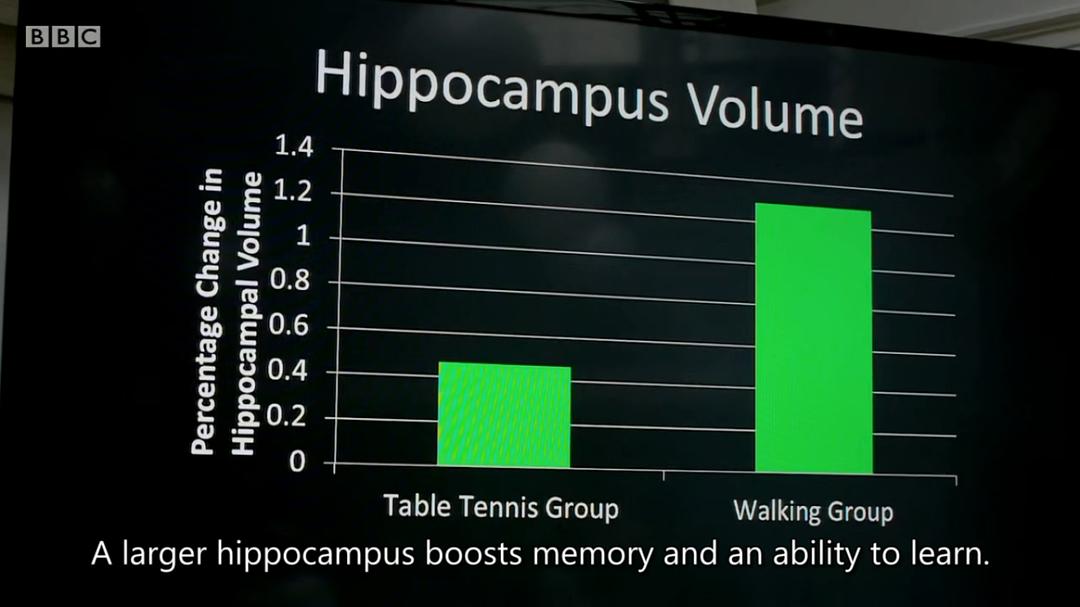 BBC
Hippocampus Volume
Percentage Change in
Hippocampal Volume
1.4
1.2
1
0.8
0.6
0.4
0.2
0
Table Tennis Group
Walking Group
A larger hippocampus boosts memory and an ability to learn.